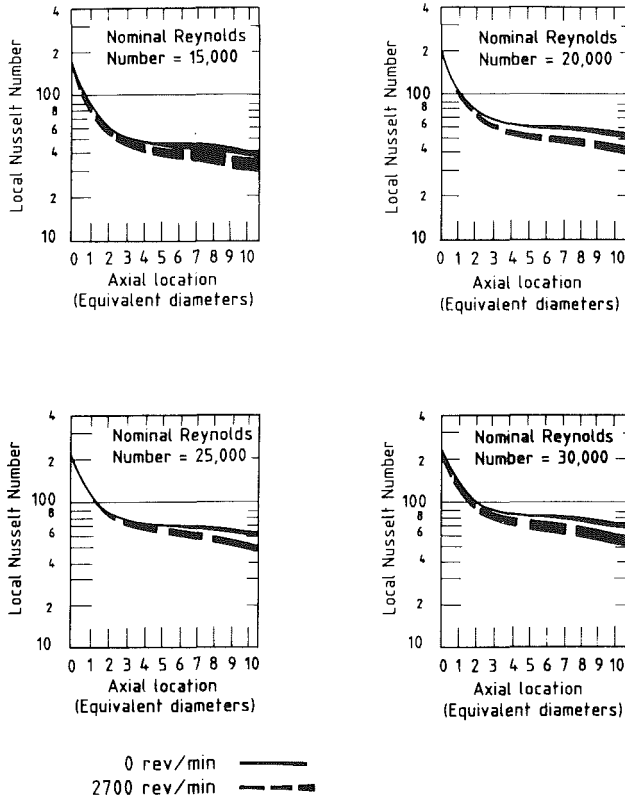 Nominal Reynolds
Number = 15,000
Local Nusselt Number
4
2
100
8
6
4
2
10
0 1 2 3 4 5 6 7 8 9 10
Axial location
(Equivalent diameters)
Nominal Reynolds
Number = 20,000
Local Nusselt Number
4
2
100
8
6
4
2
10
0 1 2 3 4 5 6 7 8 9 10
Axial location
(Equivalent diameters)
Nominal Reynolds
Number = 25,000
Local Nusselt Number
4
2
100
8
6
4
2
10
0 1 2 3 4 5 6 7 8 9 10
Axial location
(Equivalent diameters)
Nominal Reynolds
Number = 30,000
Local Nusselt Number
4
2
100
8
6
4
2
10
0 1 2 3 4 5 6 7 8 9 10
Axial location
(Equivalent diameters)
0 rev/min
2700 rev/min